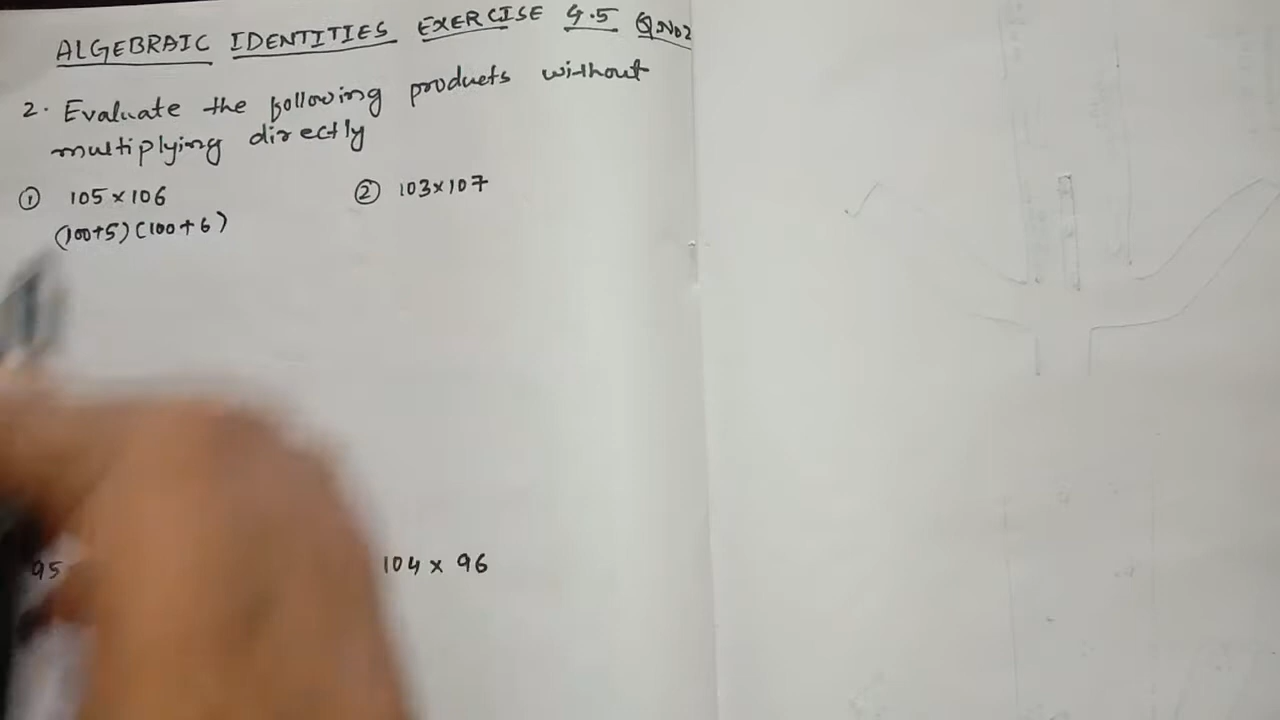 ALGEBRAIC IDENTITIES EXERCISE 4.5 Q.No2
2. Evaluate the following products without
multiplying directly
① 105 × 106 ② 103×107
(100+5) (100+6)
95 104 × 96